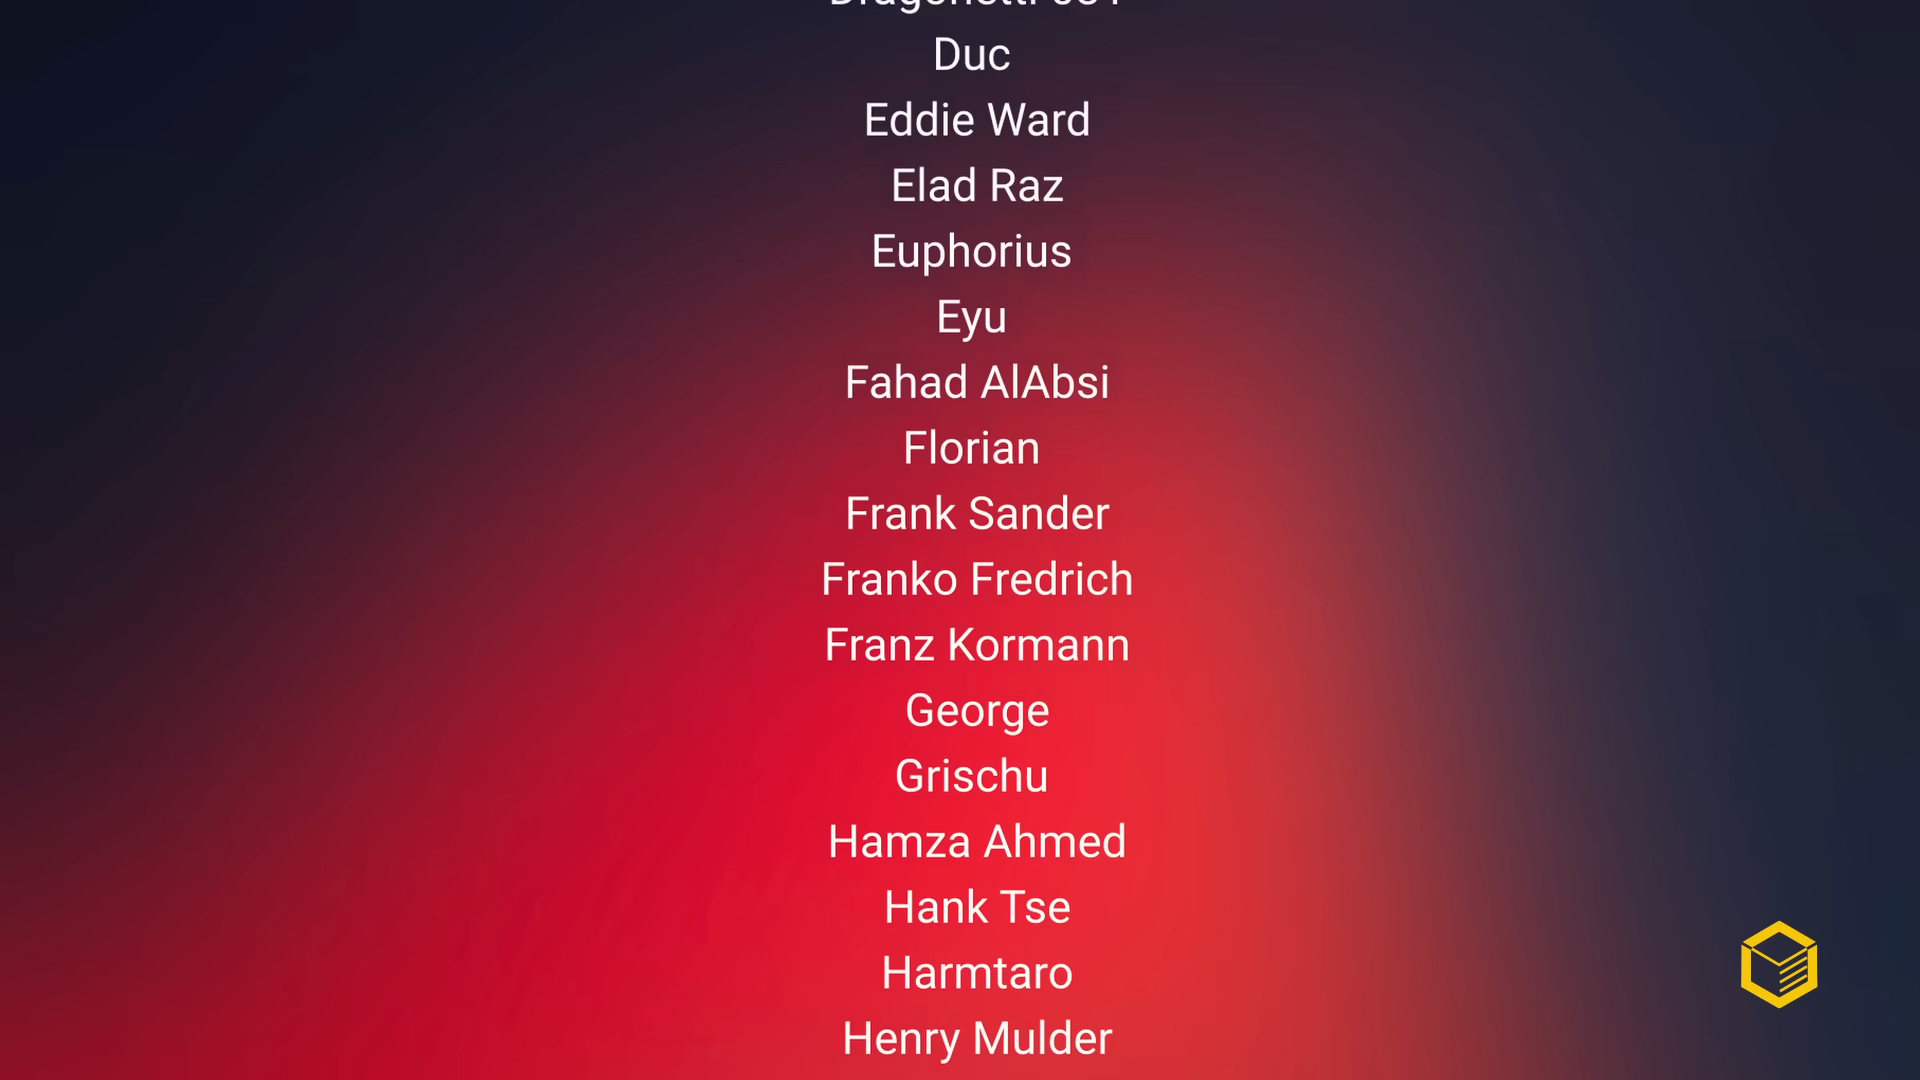 Duc
Eddie Ward
Elad Raz
Euphorius
Eyu
Fahad AlAbsi
Florian
Frank Sander
Franko Fredrich
Franz Kormann
George
Grischu
Hamza Ahmed
Hank Tse
Harmtaro
Henry Mulder